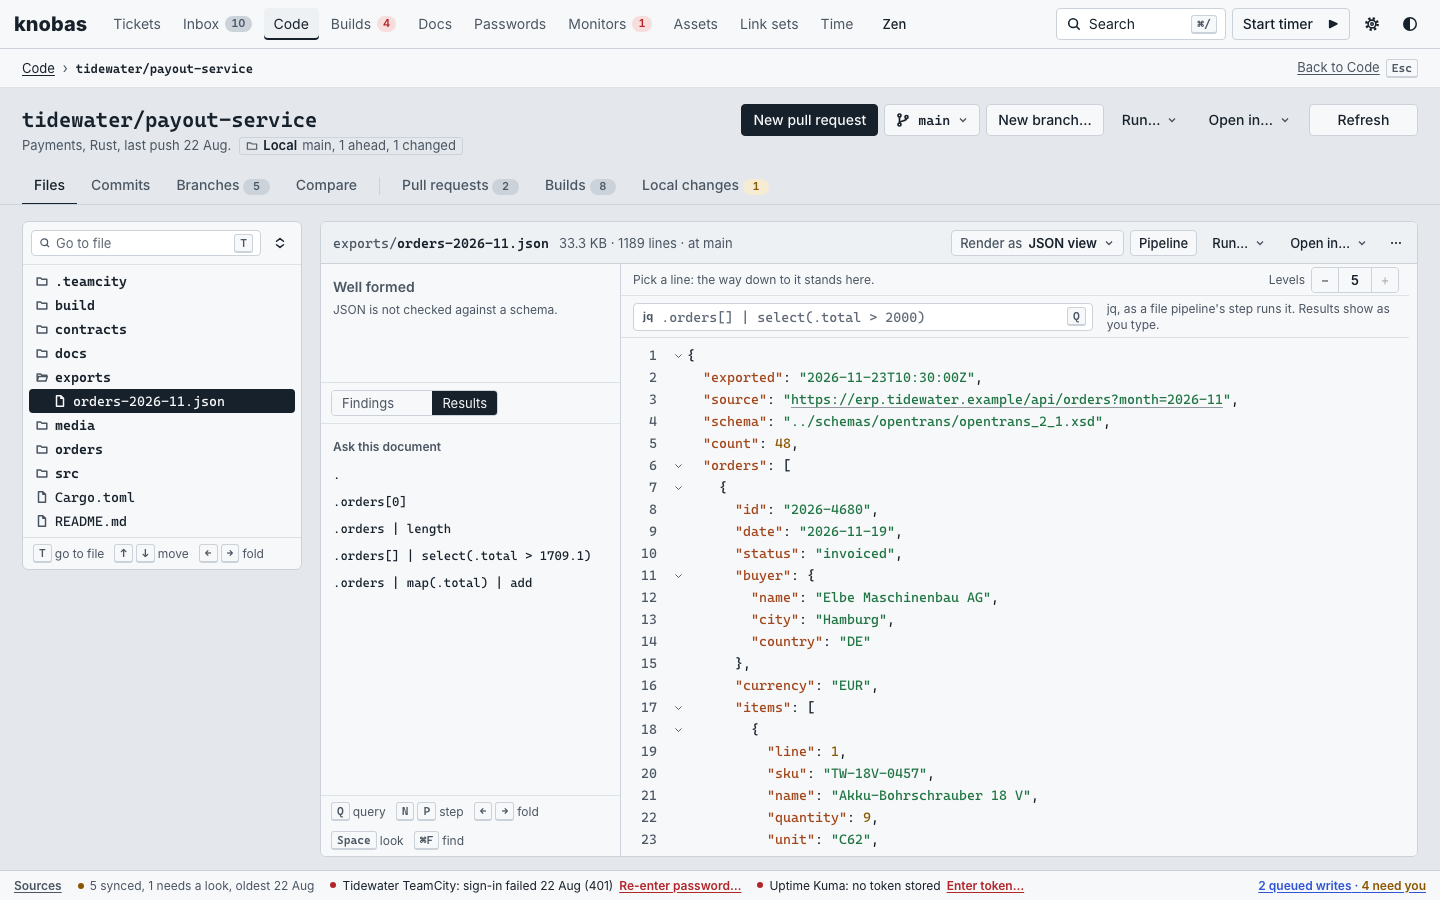 knobas Tickets Inbox 10 Code Builds 4 Docs Passwords Monitors 1 Assets Link sets Time Zen Search ⌘/ Start timer
Code › tidewater/payout-service Back to Code Esc
tidewater/payout-service New pull request main New branch... Run... Open in... Refresh
Payments, Rust, last push 22 Aug. Local main, 1 ahead, 1 changed
Files Commits Branches 5 Compare Pull requests 2 Builds 8 Local changes 1
Go to file T
.teamcity
build
contracts
docs
exports
orders-2026-11.json
media
orders
src
Cargo.toml
README.md
T go to file ↑ ↓ move ← → fold
exports/orders-2026-11.json 33.3 KB · 1189 lines · at main Render as JSON view Pipeline Run... Open in... ···
Well formed
JSON is not checked against a schema.
Findings Results
Ask this document
.
.orders[0]
.orders | length
.orders[] | select(.total > 1709.1)
.orders | map(.total) | add
Q query N P step ← → fold
Space look ⌘F find
Pick a line: the way down to it stands here. Levels − 5 +
jq .orders[] | select(.total > 2000) Q
jq, as a file pipeline's step runs it. Results show as
you type.
1 {
2 "exported": "2026-11-23T10:30:00Z",
3 "source": "https://erp.tidewater.example/api/orders?month=2026-11",
4 "schema": "../schemas/opentrans/opentrans_2_1.xsd",
5 "count": 48,
6 "orders": [
7 {
8 "id": "2026-4680",
9 "date": "2026-11-19",
10 "status": "invoiced",
11 "buyer": {
12 "name": "Elbe Maschinenbau AG",
13 "city": "Hamburg",
14 "country": "DE"
15 },
16 "currency": "EUR",
17 "items": [
18 {
19 "line": 1,
20 "sku": "TW-18V-0457",
21 "name": "Akku-Bohrschrauber 18 V",
22 "quantity": 9,
23 "unit": "C62",
Sources 5 synced, 1 needs a look, oldest 22 Aug Tidewater TeamCity: sign-in failed 22 Aug (401) Re-enter password... Uptime Kuma: no token stored Enter token... 2 queued writes · 4 need you